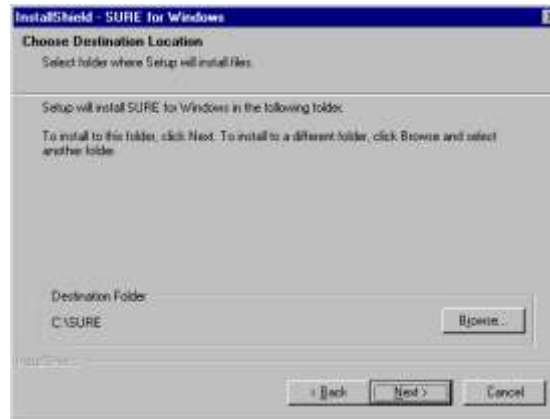 InstallShield - SURE for Windows
Choose Destination Location
Select folder where Setup will install files.
Setup will install SURE for Windows in the following folder.
To install to this folder, click Next. To install to a different folder, click Browse and select
another folder.
Destination Folder
C:\SURE
Browse...
InstallShield
< Back
Next >
Cancel